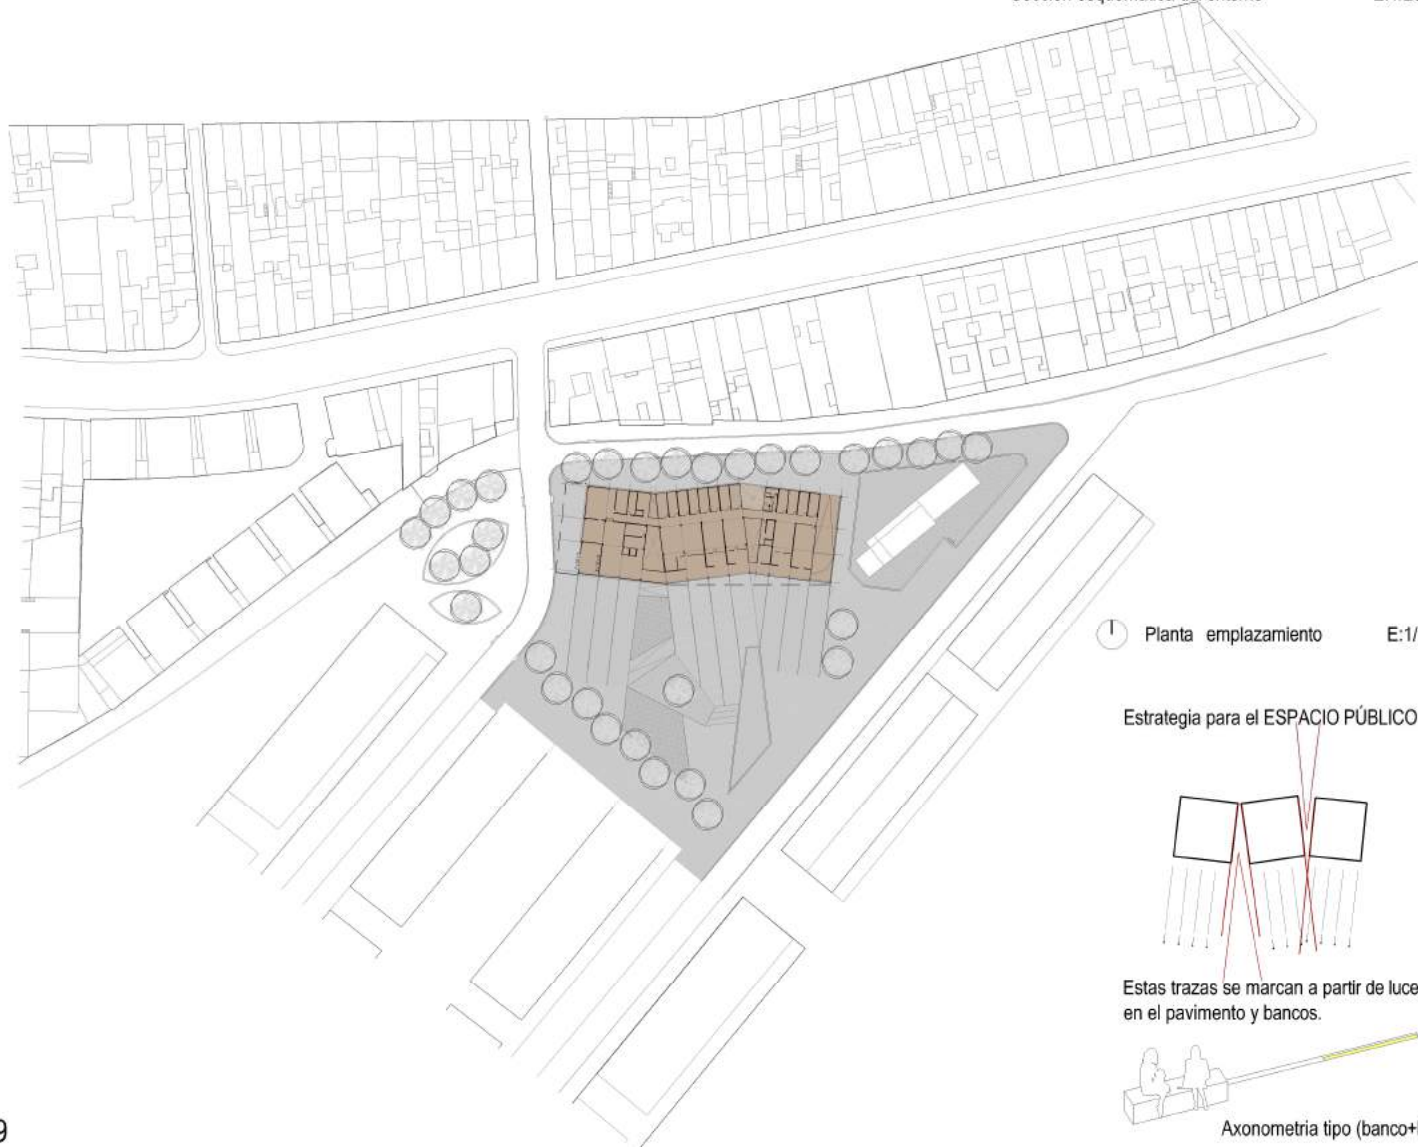 Planta emplazamiento E:1/
Estrategia para el ESPACIO PÚBLICO
Estas trazas se marcan a partir de luce
en el pavimento y bancos.
Axonometria tipo (banco+
9